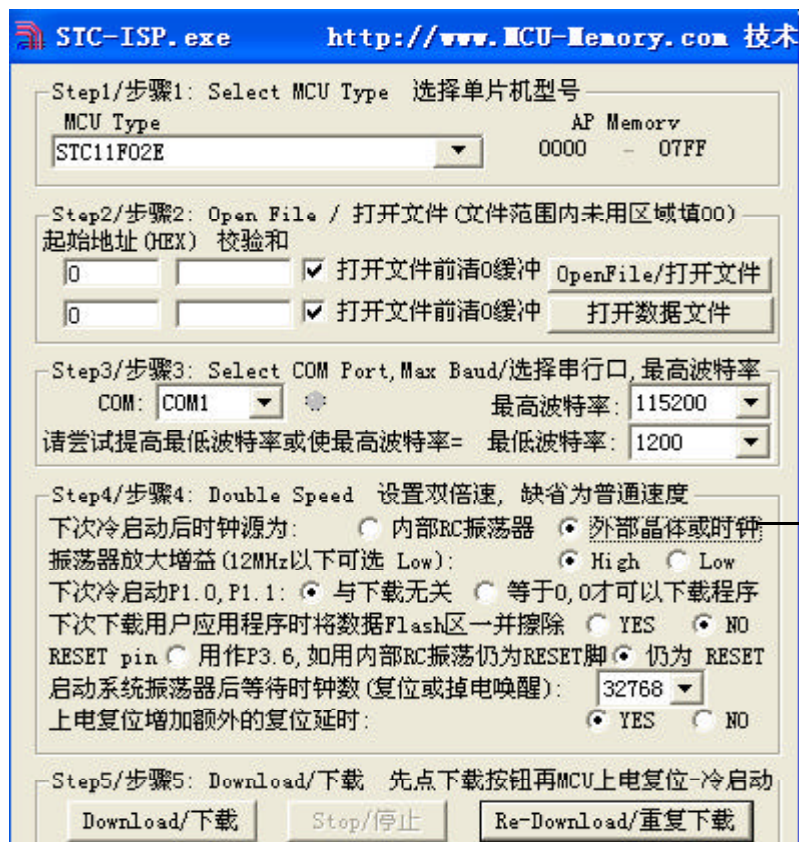 STC-ISP.exe http://www.MCU-Memory.com 技术
Step1/步骤1: Select MCU Type 选择单片机型号
MCU Type AP Memory
STC11F02E 0000 - 07FF
Step2/步骤2: Open File / 打开文件(文件范围内未用区域填00)
起始地址(HEX) 校验和
0 打开文件前清0缓冲 OpenFile/打开文件
0 打开文件前清0缓冲 打开数据文件
Step3/步骤3: Select COM Port,Max Baud/选择串行口,最高波特率
COM: COM1 最高波特率: 115200
请尝试提高最低波特率或使最高波特率= 最低波特率: 1200
Step4/步骤4: Double Speed 设置双倍速, 缺省为普通速度
下次冷启动后时钟源为: 内部RC振荡器 外部晶体或时钟
振荡器放大增益(12MHz以下可选 Low): High Low
下次冷启动P1.0,P1.1: 与下载无关 等于0,0才可以下载程序
下次下载用户应用程序时将数据Flash区一并擦除 YES NO
RESET pin 用作P3.6,如用内部RC振荡仍为RESET脚 仍为 RESET
启动系统振荡器后等待时钟数(复位或掉电唤醒): 32768
上电复位增加额外的复位延时: YES NO
Step5/步骤5: Download/下载 先点下载按钮再MCU上电复位-冷启动
Download/下载 Stop/停止 Re-Download/重复下载